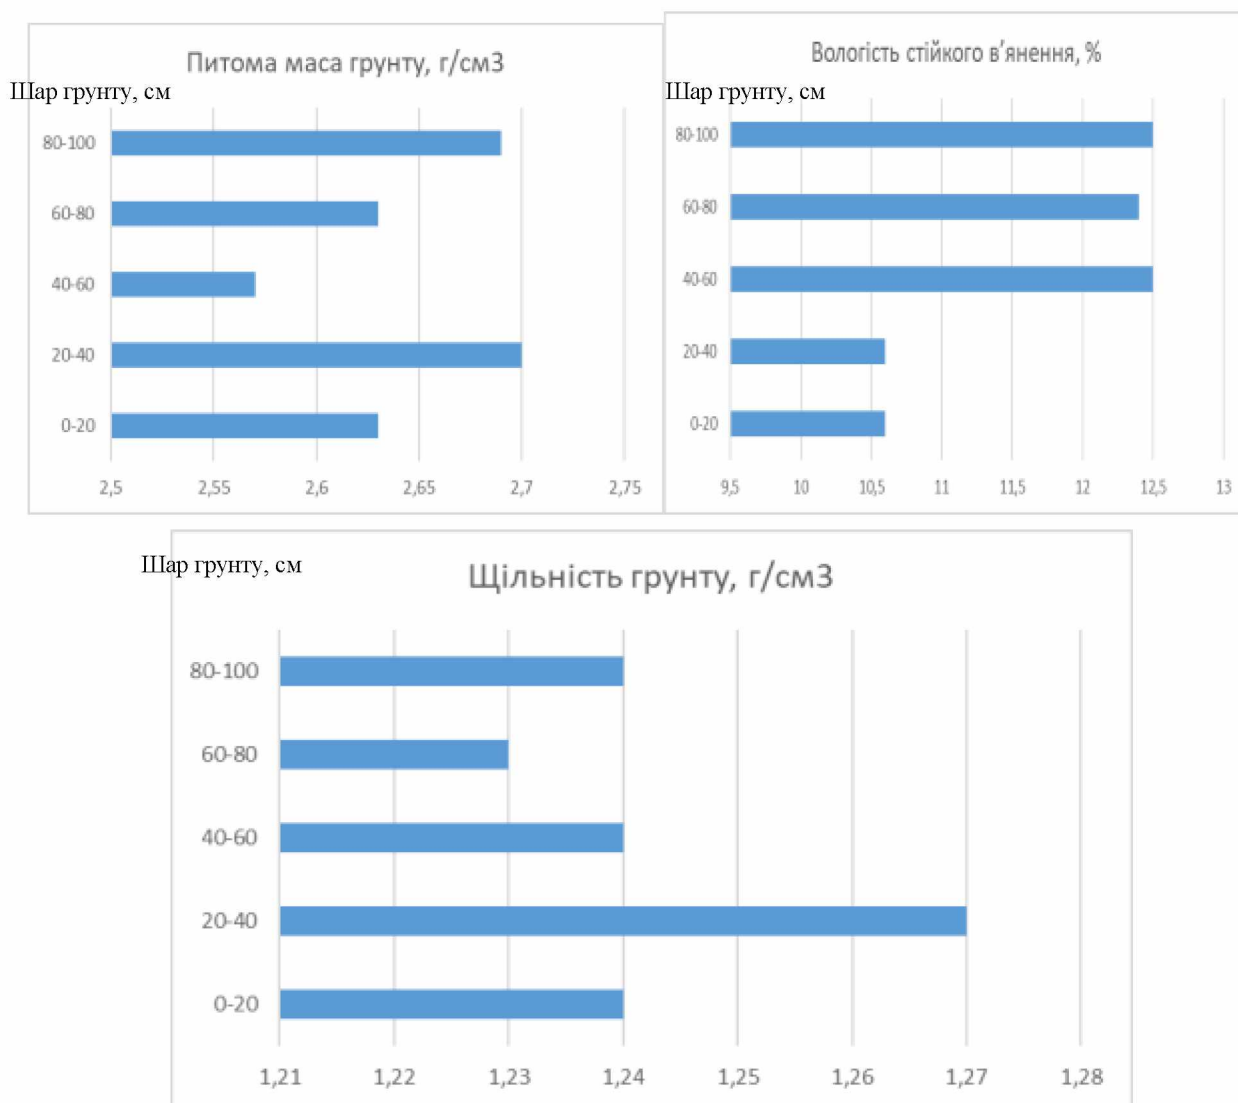 Питома маса грунту, г/см3
Шар грунту, см
80-100
60-80
40-60
20-40
0-20
2,5 2,55 2,6 2,65 2,7 2,75
Вологість стійкого в’янення, %
Шар грунту, см
80-100
60-80
40-60
20-40
0-20
9,5 10 10,5 11 11,5 12 12,5 13
Шар грунту, см
Щільність грунту, г/см3
80-100
60-80
40-60
20-40
0-20
1,21 1,22 1,23 1,24 1,25 1,26 1,27 1,28